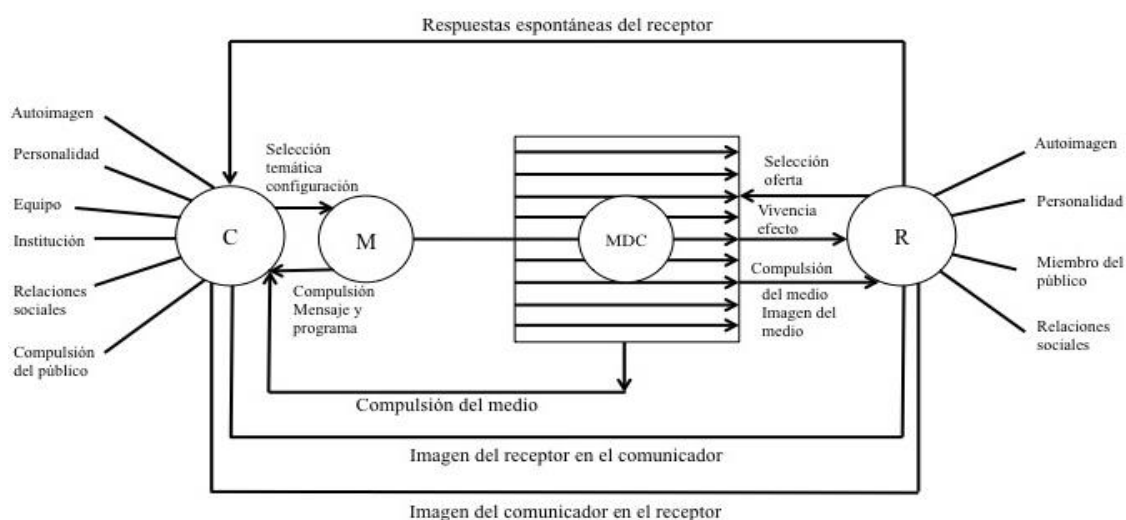 Respuestas espontáneas del receptor
Autoimagen
Personalidad
Equipo
Institución
Relaciones
sociales
Compulsión
del público
Selección
temática
configuración
C
M
Compulsión
Mensaje y
programa
MDC
Selección
oferta
Vivencia
efecto
Compulsión
del medio
Imagen del
medio
R
Autoimagen
Personalidad
Miembro del
público
Relaciones
sociales
Compulsión del medio
Imagen del receptor en el comunicador
Imagen del comunicador en el receptor